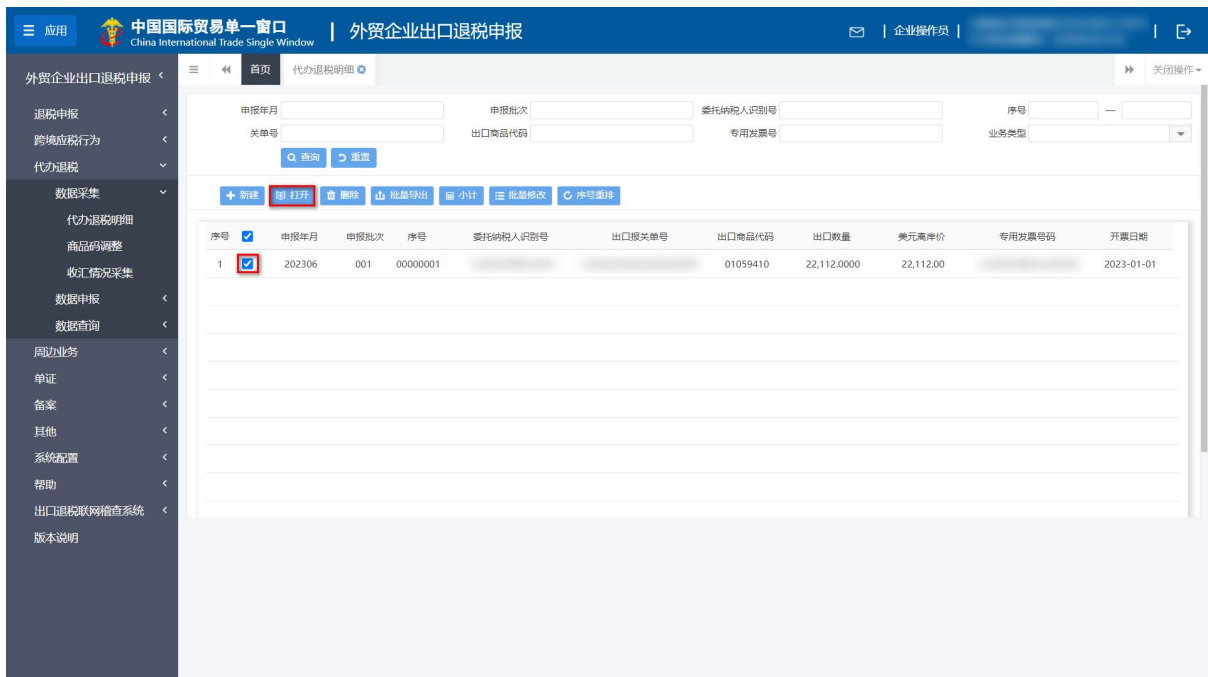 应用 中国国际贸易单一窗口 | 外贸企业出口退税申报 | 企业操作员 | |
China International Trade Single Window
外贸企业出口退税申报
首页 代办退税明细 关闭操作
退税申报
跨境应税行为
代办退税
数据采集
代办退税明细
商品码调整
收汇情况采集
数据申报
数据查询
周边业务
单证
备案
其他
系统配置
帮助
出口退税联网稽查系统
版本说明
申报年月 申报批次 委托纳税人识别号 序号 —
关单号 出口商品代码 专用发票号 业务类型
查询 重置
新建 打开 删除 批量导出 小计 批量修改 序号重排
序号 申报年月 申报批次 序号 委托纳税人识别号 出口报关单号 出口商品代码 出口数量 美元离岸价 专用发票号码 开票日期
1 202306 001 00000001 01059410 22,112.0000 22,112.00 2023-01-01